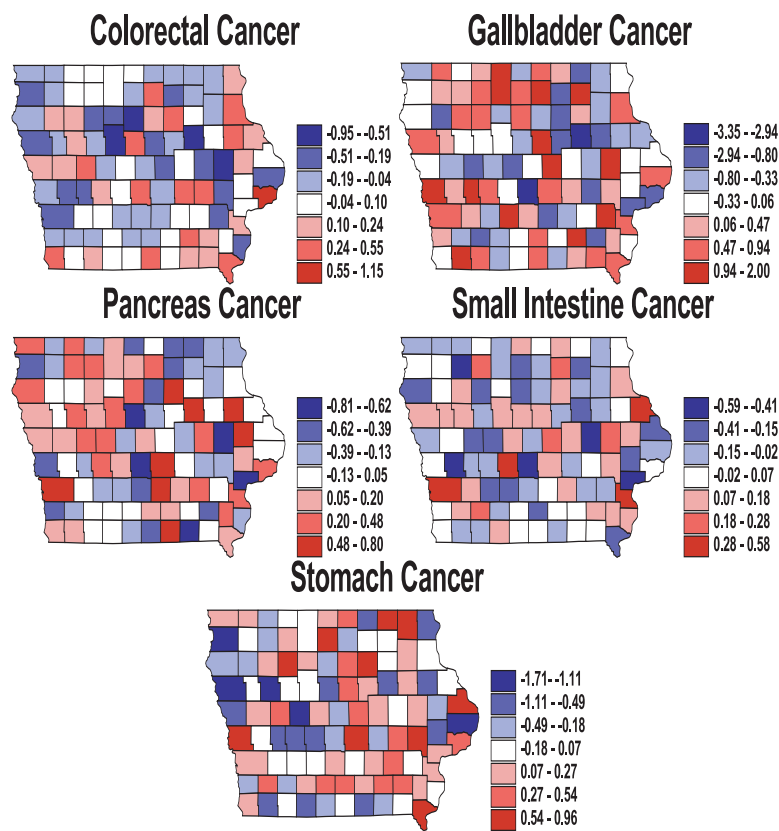 Colorectal Cancer
-0.95 - -0.51
-0.51 - -0.19
-0.19 - -0.04
-0.04 - 0.10
0.10 - 0.24
0.24 - 0.55
0.55 - 1.15
Gallbladder Cancer
-3.35 - -2.94
-2.94 - -0.80
-0.80 - -0.33
-0.33 - 0.06
0.06 - 0.47
0.47 - 0.94
0.94 - 2.00
Pancreas Cancer
-0.81 - -0.62
-0.62 - -0.39
-0.39 - -0.13
-0.13 - 0.05
0.05 - 0.20
0.20 - 0.48
0.48 - 0.80
Small Intestine Cancer
-0.59 - -0.41
-0.41 - -0.15
-0.15 - -0.02
-0.02 - 0.07
0.07 - 0.18
0.18 - 0.28
0.28 - 0.58
Stomach Cancer
-1.71 - -1.11
-1.11 - -0.49
-0.49 - -0.18
-0.18 - 0.07
0.07 - 0.27
0.27 - 0.54
0.54 - 0.96